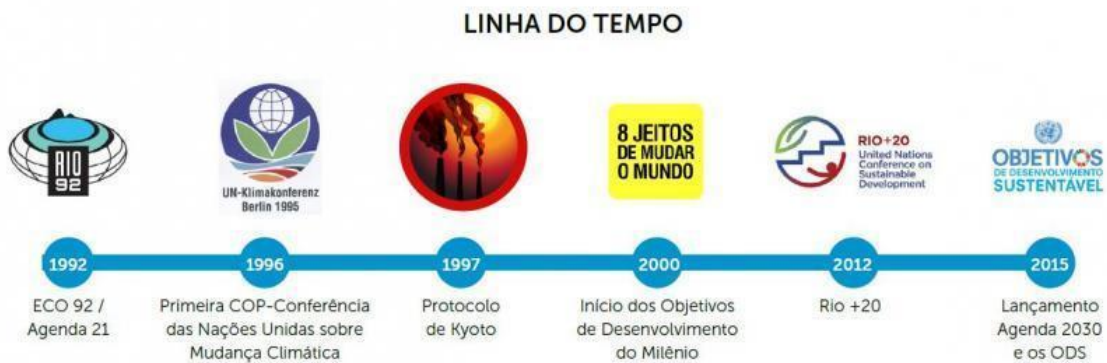 LINHA DO TEMPO
RIO
92
UN-Klimakonferenz
Berlin 1995
8 JEITOS
DE MUDAR
O MUNDO
RIO+20
United Nations
Conference on
Sustainable
Development
OBJETIVOS
DE DESENVOLVIMENTO
SUSTENTÁVEL
1992
1996
1997
2000
2012
2015
ECO 92 /
Agenda 21
Primeira COP-Conferência
das Nações Unidas sobre
Mudança Climática
Protocolo
de Kyoto
Início dos Objetivos
de Desenvolvimento
do Milênio
Rio +20
Lançamento
Agenda 2030
e os ODS